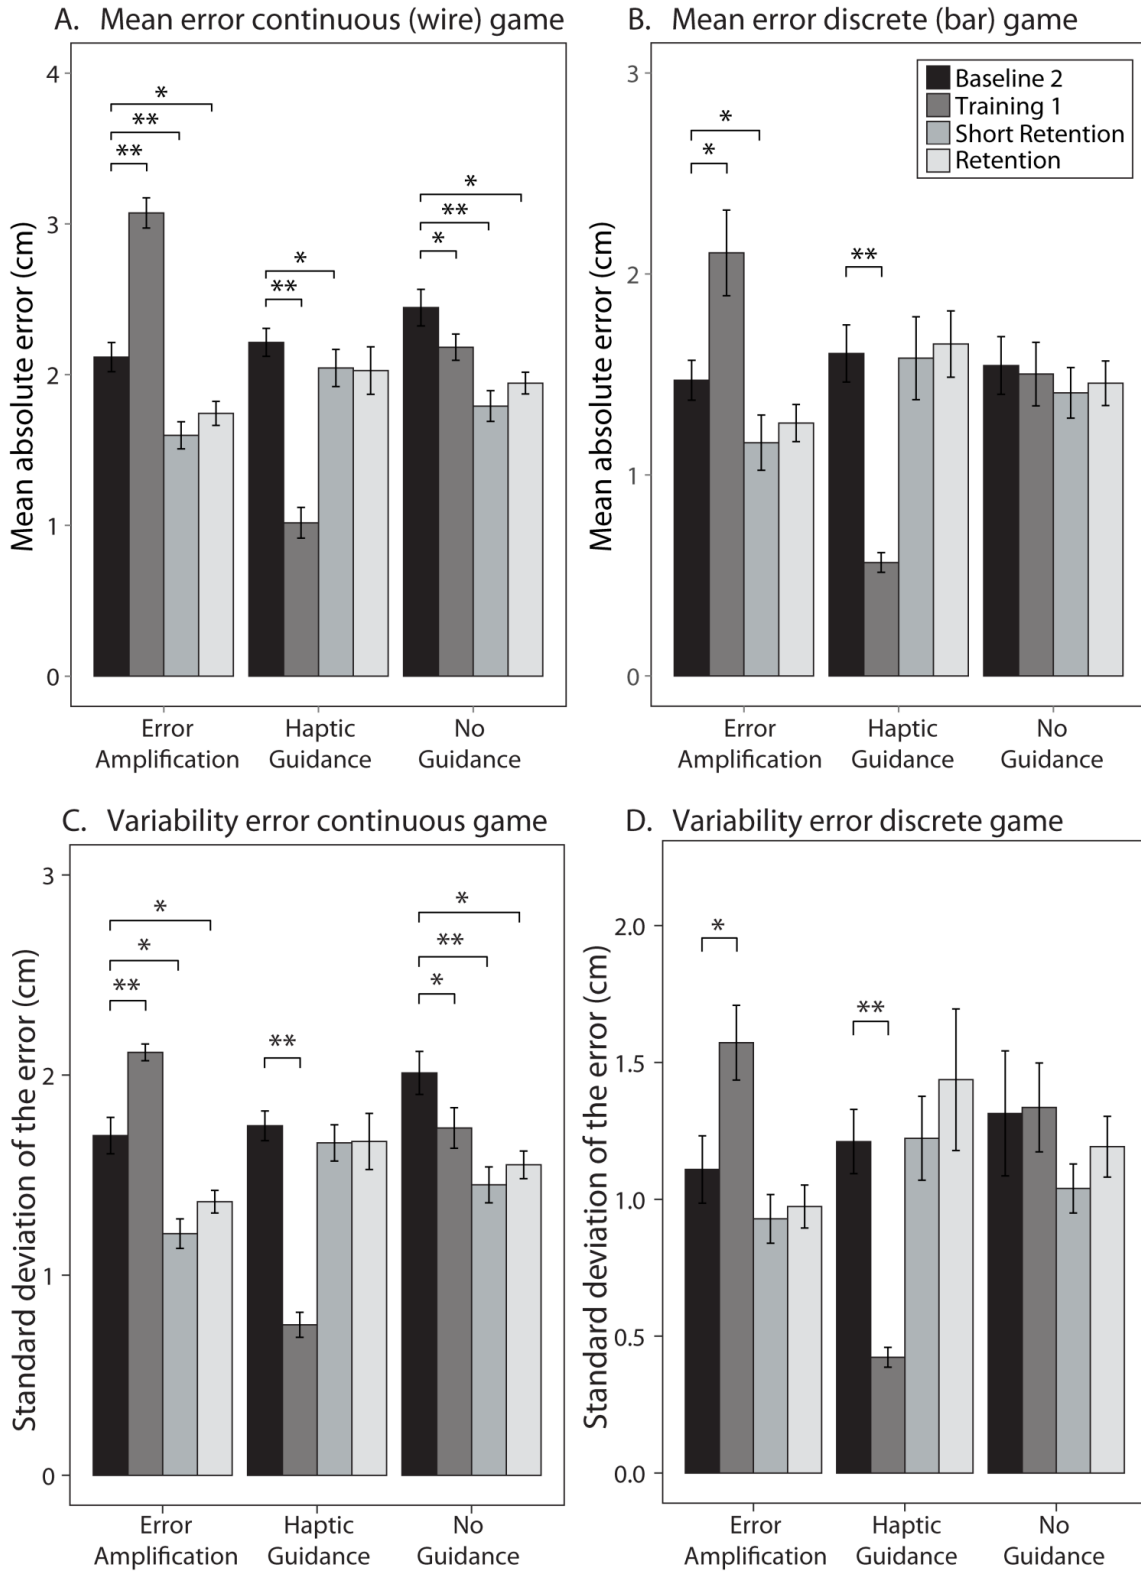 A. Mean error continuous (wire) game
Mean absolute error (cm)
4
3
2
1
0
*
**
**
*
**
*
**
*
Error
Amplification
Haptic
Guidance
No
Guidance
B. Mean error discrete (bar) game
Mean absolute error (cm)
3
2
1
0
Baseline 2
Training 1
Short Retention
Retention
*
*
**
Error
Amplification
Haptic
Guidance
No
Guidance
C. Variability error continuous game
Standard deviation of the error (cm)
3
2
1
0
*
*
**
**
*
**
*
Error
Amplification
Haptic
Guidance
No
Guidance
D. Variability error discrete game
Standard deviation of the error (cm)
2.0
1.5
1.0
0.5
0.0
*
**
Error
Amplification
Haptic
Guidance
No
Guidance